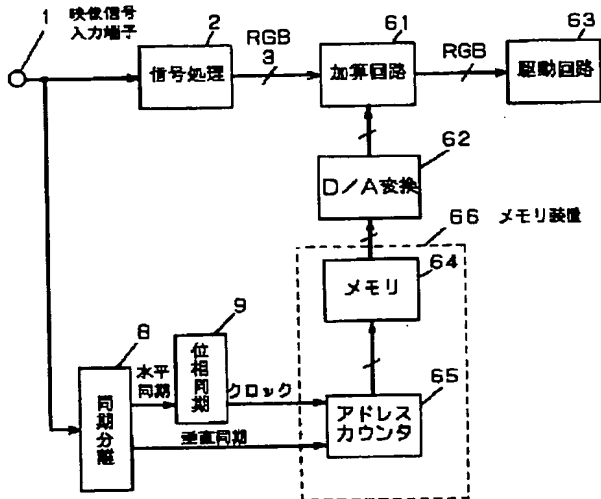 1
映像信号
入力端子
2
信号処理
RGB
3
61
加算回路
RGB
63
駆動回路
62
D/A変換
66 メモリ装置
64
メモリ
8
同期分離
水平
同期
9
位相同期
クロック
垂直同期
65
アドレス
カウンタ